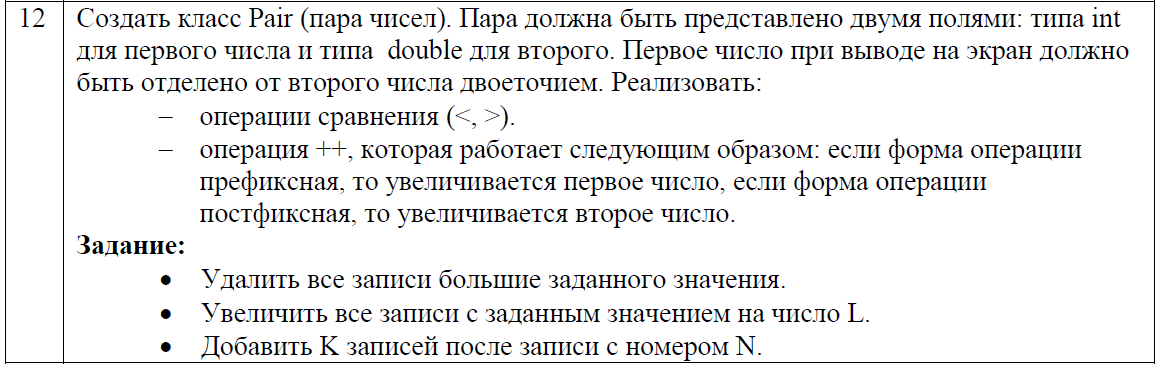 12 Создать класс Pair (пара чисел). Пара должна быть представлено двумя полями: типа int
для первого числа и типа double для второго. Первое число при выводе на экран должно
быть отделено от второго числа двоеточием. Реализовать:
– операции сравнения (<, >).
– операция ++, которая работает следующим образом: если форма операции
префиксная, то увеличивается первое число, если форма операции
постфиксная, то увеличивается второе число.
Задание:
• Удалить все записи большие заданного значения.
• Увеличить все записи с заданным значением на число L.
• Добавить K записей после записи с номером N.